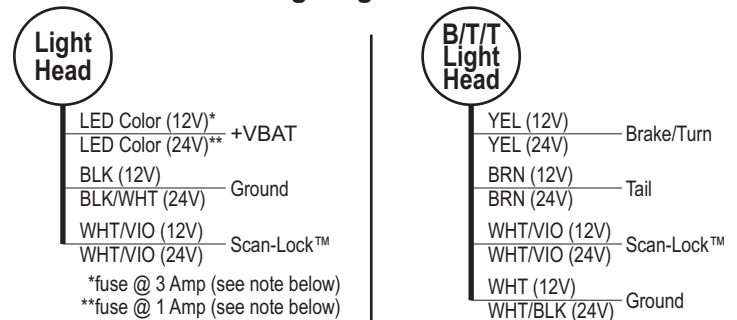 Light
Head
LED Color (12V)*
LED Color (24V)**
+VBAT
BLK (12V)
BLK/WHT (24V)
Ground
WHT/VIO (12V)
WHT/VIO (24V)
Scan-Lock™
*fuse @ 3 Amp (see note below)
**fuse @ 1 Amp (see note below)
B/T/T
Light
Head
YEL (12V)
YEL (24V)
Brake/Turn
BRN (12V)
BRN (24V)
Tail
WHT/VIO (12V)
WHT/VIO (24V)
Scan-Lock™
WHT (12V)
WHT/BLK (24V)
Ground